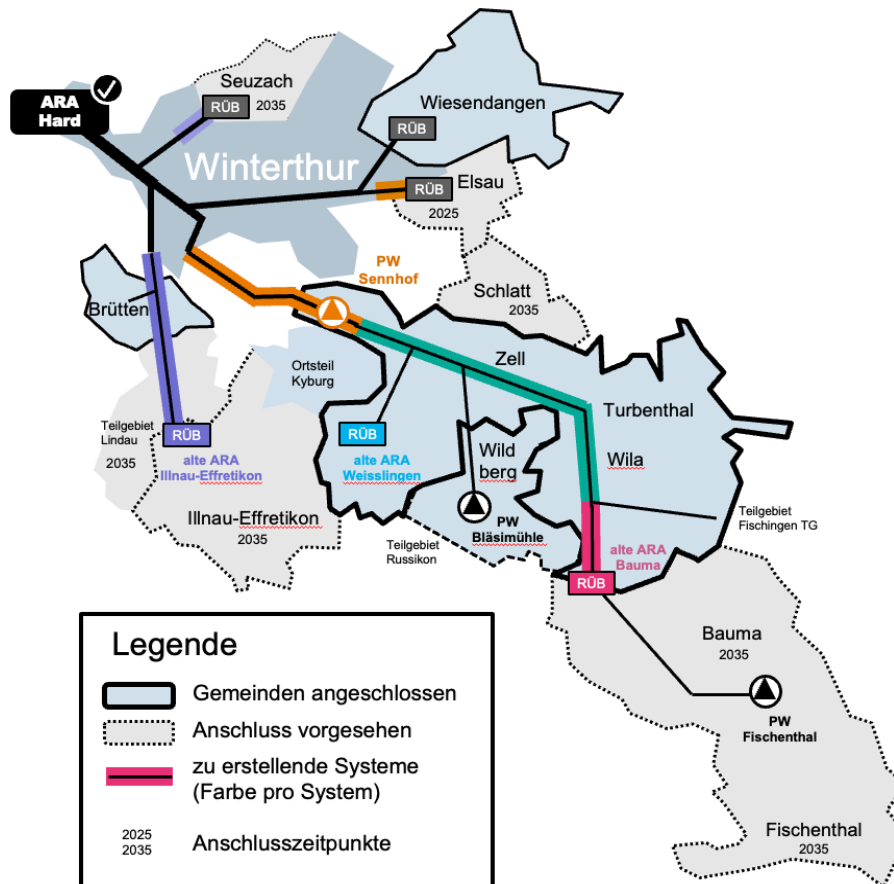 Seuzach
2035
RÜB
ARA
Hard
Wiesendangen
RÜB
Winterthur
Elsau
RÜB
2025
PW
Sennhof
Schlatt
2035
Brütten
Zell
Ortsteil
Kyburg
Turbenthal
Teilgebiet
Lindau
2035
RÜB
alte ARA
Illnau-Effretikon
RÜB
alte ARA
Weisslingen
Wild
berg
Wila
Illnau-Effretikon
2035
PW
Bläsimühle
Teilgebiet
Russikon
Teilgebiet
Fischingen TG
alte ARA
Bauma
RÜB
Bauma
2035
PW
Fischenthal
Fischenthal
2035
Legende
Gemeinden angeschlossen
Anschluss vorgesehen
zu erstellende Systeme
(Farbe pro System)
2025
2035
Anschlusszeitpunkte